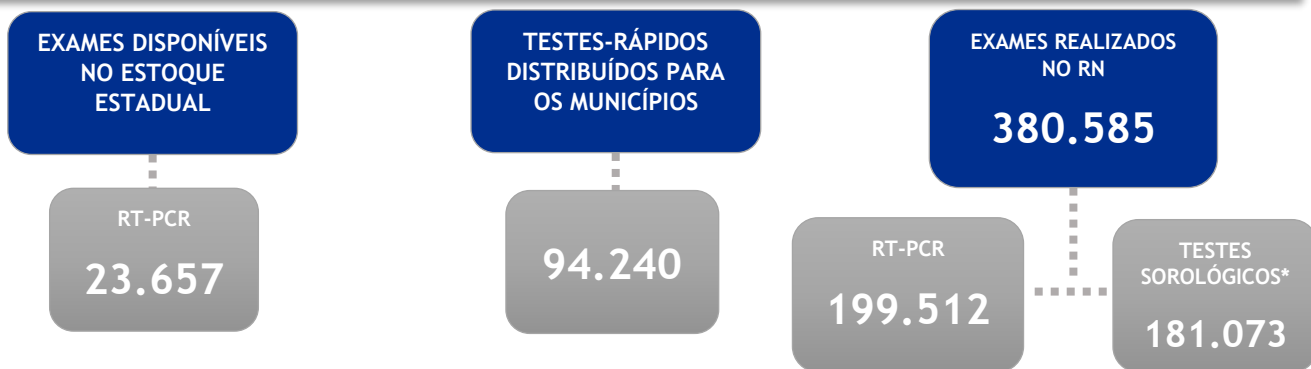 EXAMES DISPONÍVEIS
NO ESTOQUE
ESTADUAL
RT-PCR
23.657
TESTES-RÁPIDOS
DISTRIBUÍDOS PARA
OS MUNICÍPIOS
94.240
EXAMES REALIZADOS
NO RN
380.585
RT-PCR
199.512
TESTES
SOROLÓGICOS*
181.073